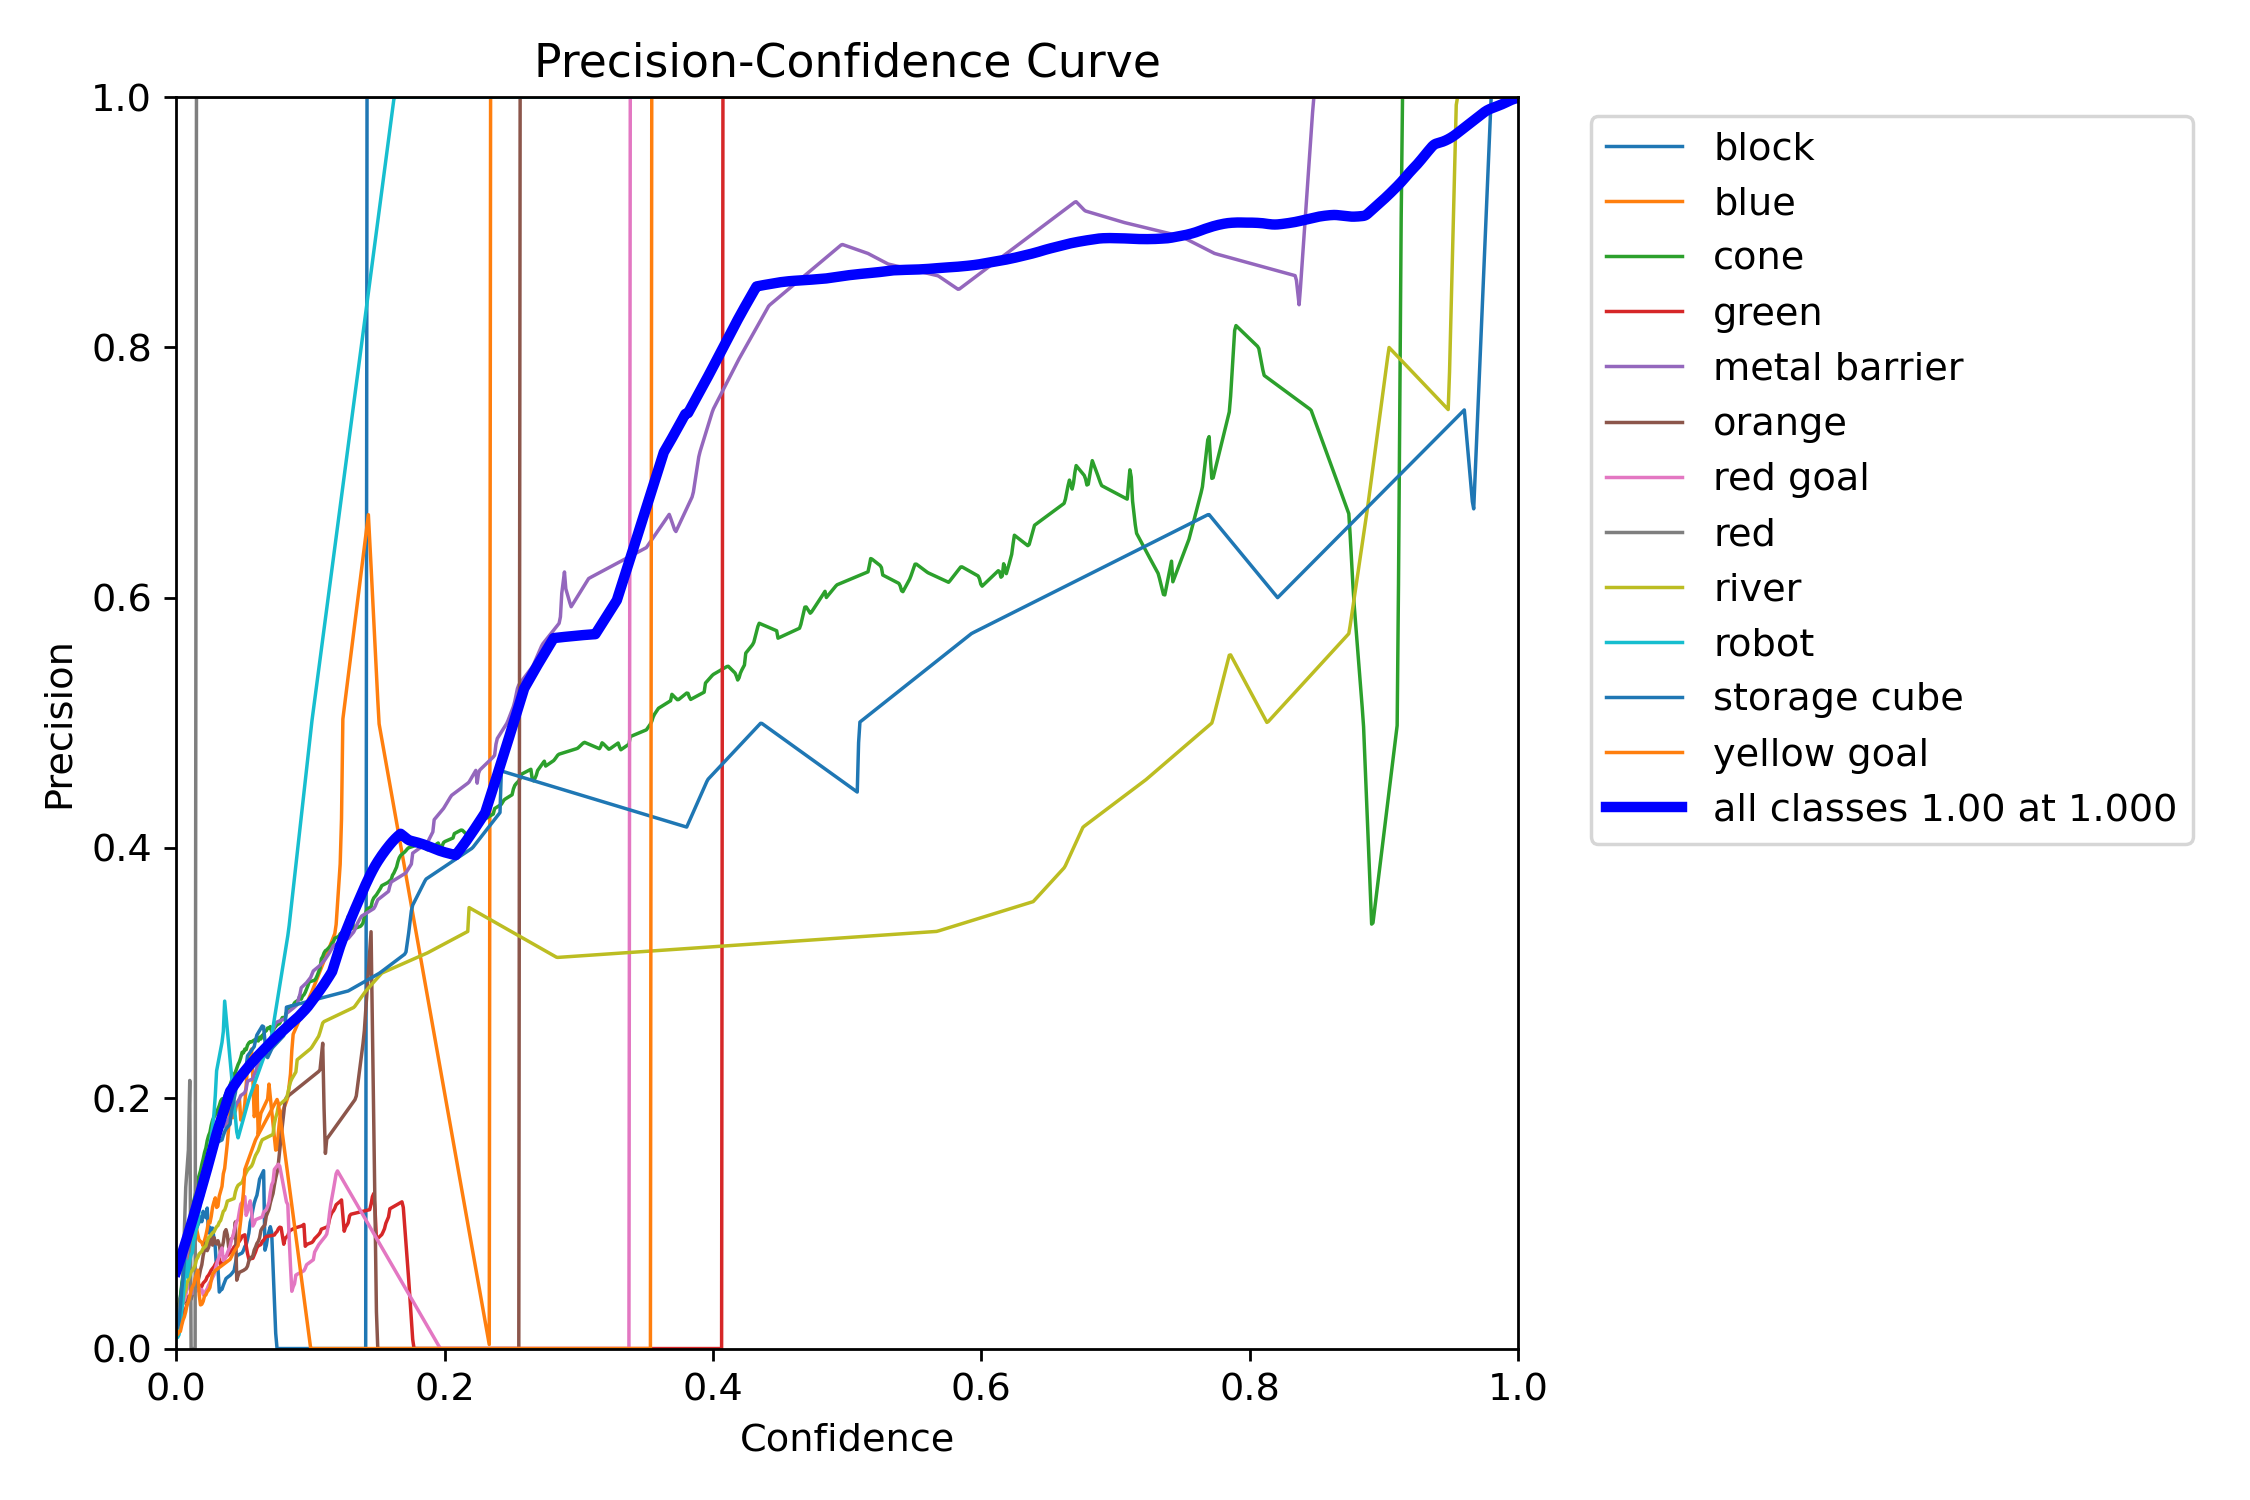 Precision-Confidence Curve
1.0
0.8
0.6
0.4
0.2
0.0
Precision
0.0 0.2 0.4 0.6 0.8 1.0
Confidence
block
blue
cone
green
metal barrier
orange
red goal
red
river
robot
storage cube
yellow goal
all classes 1.00 at 1.000